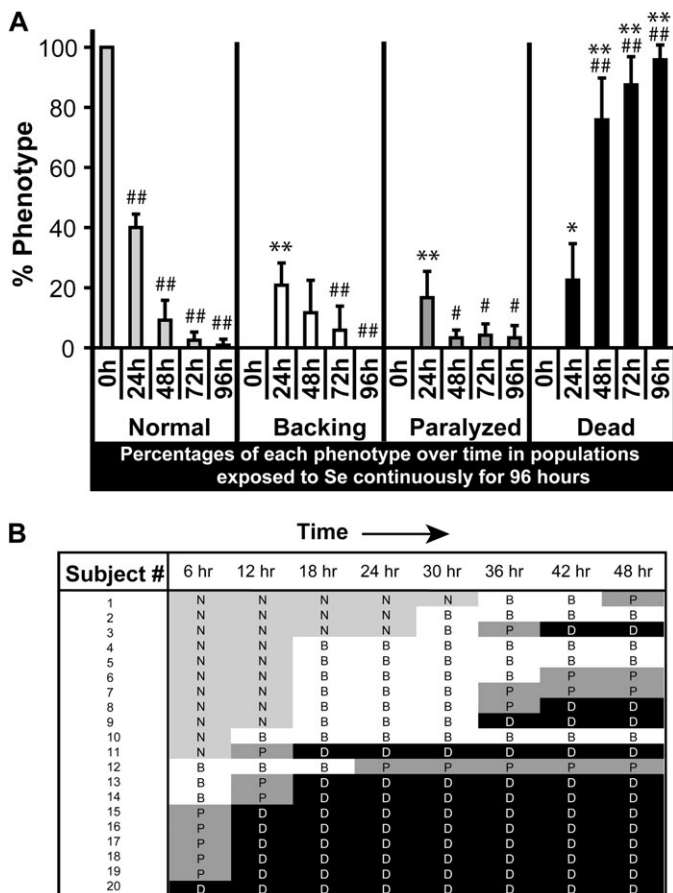 A
% Phenotype
100
80
60
40
20
0
##
##
##
##
**
##
##
**
#
#
#
*
**
##
**
##
**
##
0h 24h 48h 72h 96h 0h 24h 48h 72h 96h 0h 24h 48h 72h 96h 0h 24h 48h 72h 96h
Normal Backing Paralyzed Dead
Percentages of each phenotype over time in populations
exposed to Se continuously for 96 hours
B
Time
Subject # 6 hr 12 hr 18 hr 24 hr 30 hr 36 hr 42 hr 48 hr
1 N N N N N B B P
2 N N N N B B B B
3 N N N N B P D D
4 N N B B B B B B
5 N N B B B B B B
6 N N B B B B P P
7 N N B B B P P P
8 N N B B B P D D
9 N N B B B D D D
10 N B B B B B B B
11 N P D D D D D D
12 B B B P P P P P
13 B P D D D D D D
14 B P D D D D D D
15 P D D D D D D D
16 P D D D D D D D
17 P D D D D D D D
18 P D D D D D D D
19 P D D D D D D D
20 D D D D D D D D